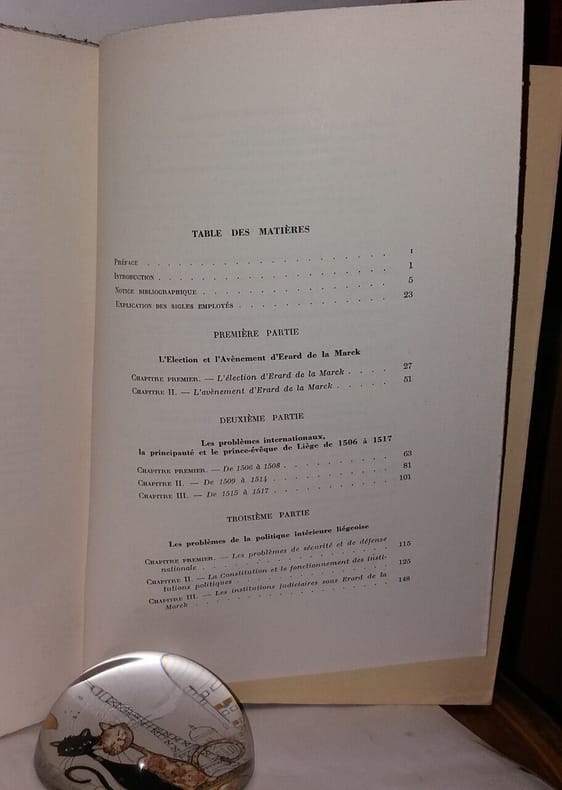 TABLE DES MATIÈRES
Préface . . . . . . . . . . . . . . . . . I
Introduction . . . . . . . . . . . . . . . . 1
Notice bibliographique . . . . . . . . . . . . . 5
Explication des sigles employés . . . . . . . . . . 23
PREMIÈRE PARTIE
L'Election et l'Avènement d'Erard de la Marck
Chapitre premier. — L'élection d'Erard de la Marck . . . . 27
Chapitre II. — L'avènement d'Erard de la Marck . . . . . 51
DEUXIÈME PARTIE
Les problèmes internationaux,
la principauté et le prince-évêque de Liège de 1506 à 1517
Chapitre premier. — De 1506 à 1508 . . . . . . . . . 63
Chapitre II. — De 1509 à 1514 . . . . . . . . . . 81
Chapitre III. — De 1515 à 1517 . . . . . . . . . . 101
TROISIÈME PARTIE
Les problèmes de la politique intérieure liégeoise
Chapitre premier. — Les problèmes de sécurité et de défense
nationale . . . . . . . . . . . . . . . . 115
Chapitre II. — La Constitution et le fonctionnement des insti-
tutions politiques . . . . . . . . . . . . . 125
Chapitre III. — Les institutions judiciaires sous Erard de la
Marck . . . . . . . . . . . . . . . . . 148